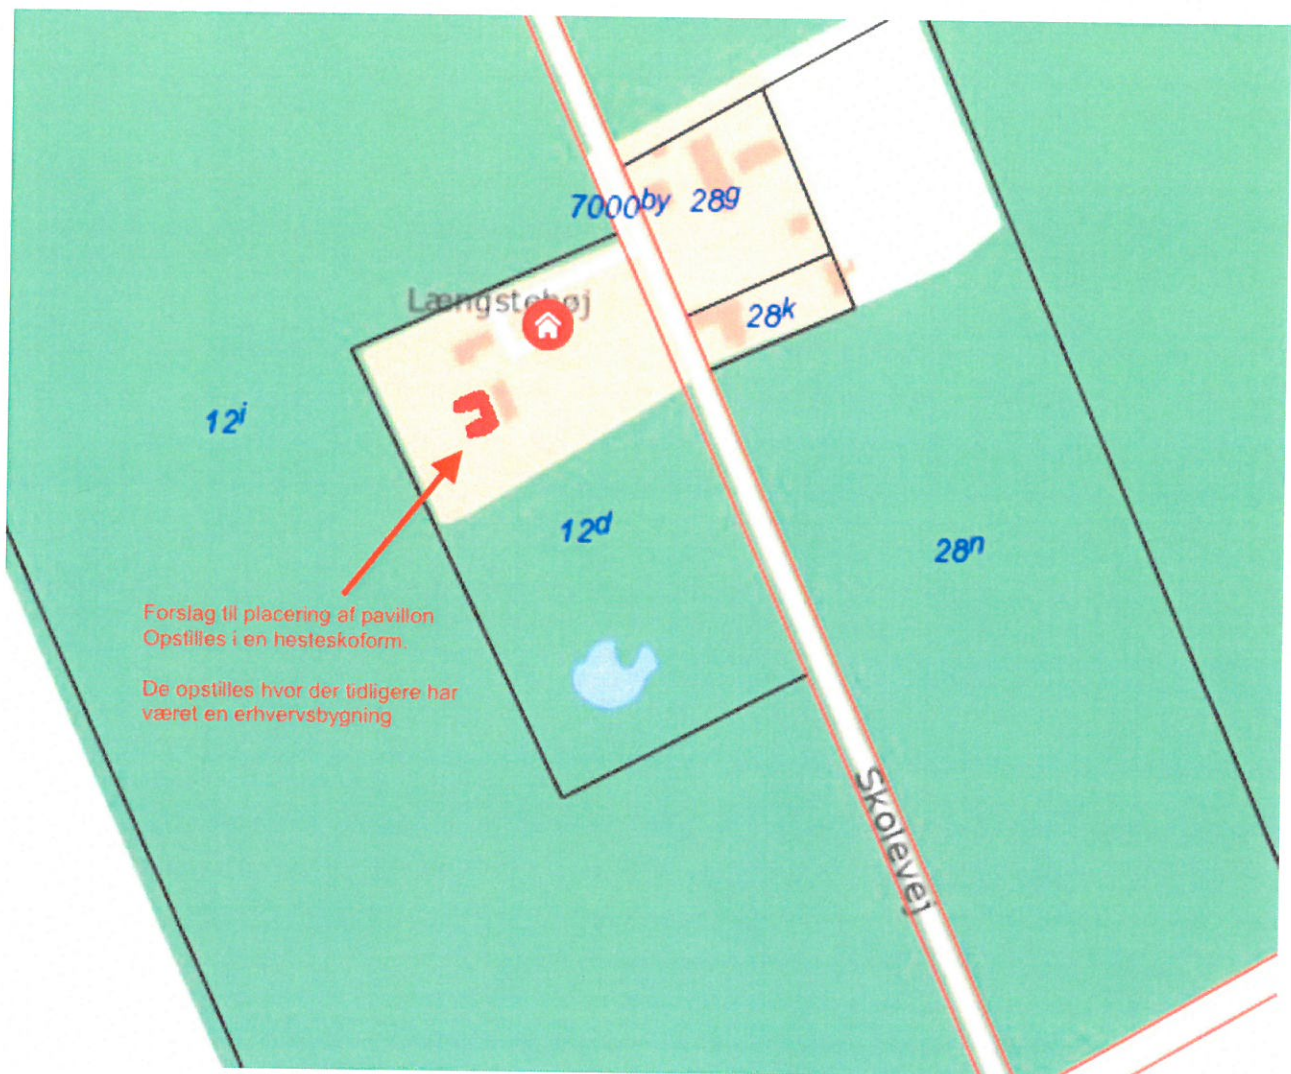 7000by 28g
Længstehøj
28k
12i
12d
28n
Forslag til placering af pavillon
Opstilles i en hesteskoform.
De opstilles hvor der tidligere har
været en erhvervsbygning
Skolevej